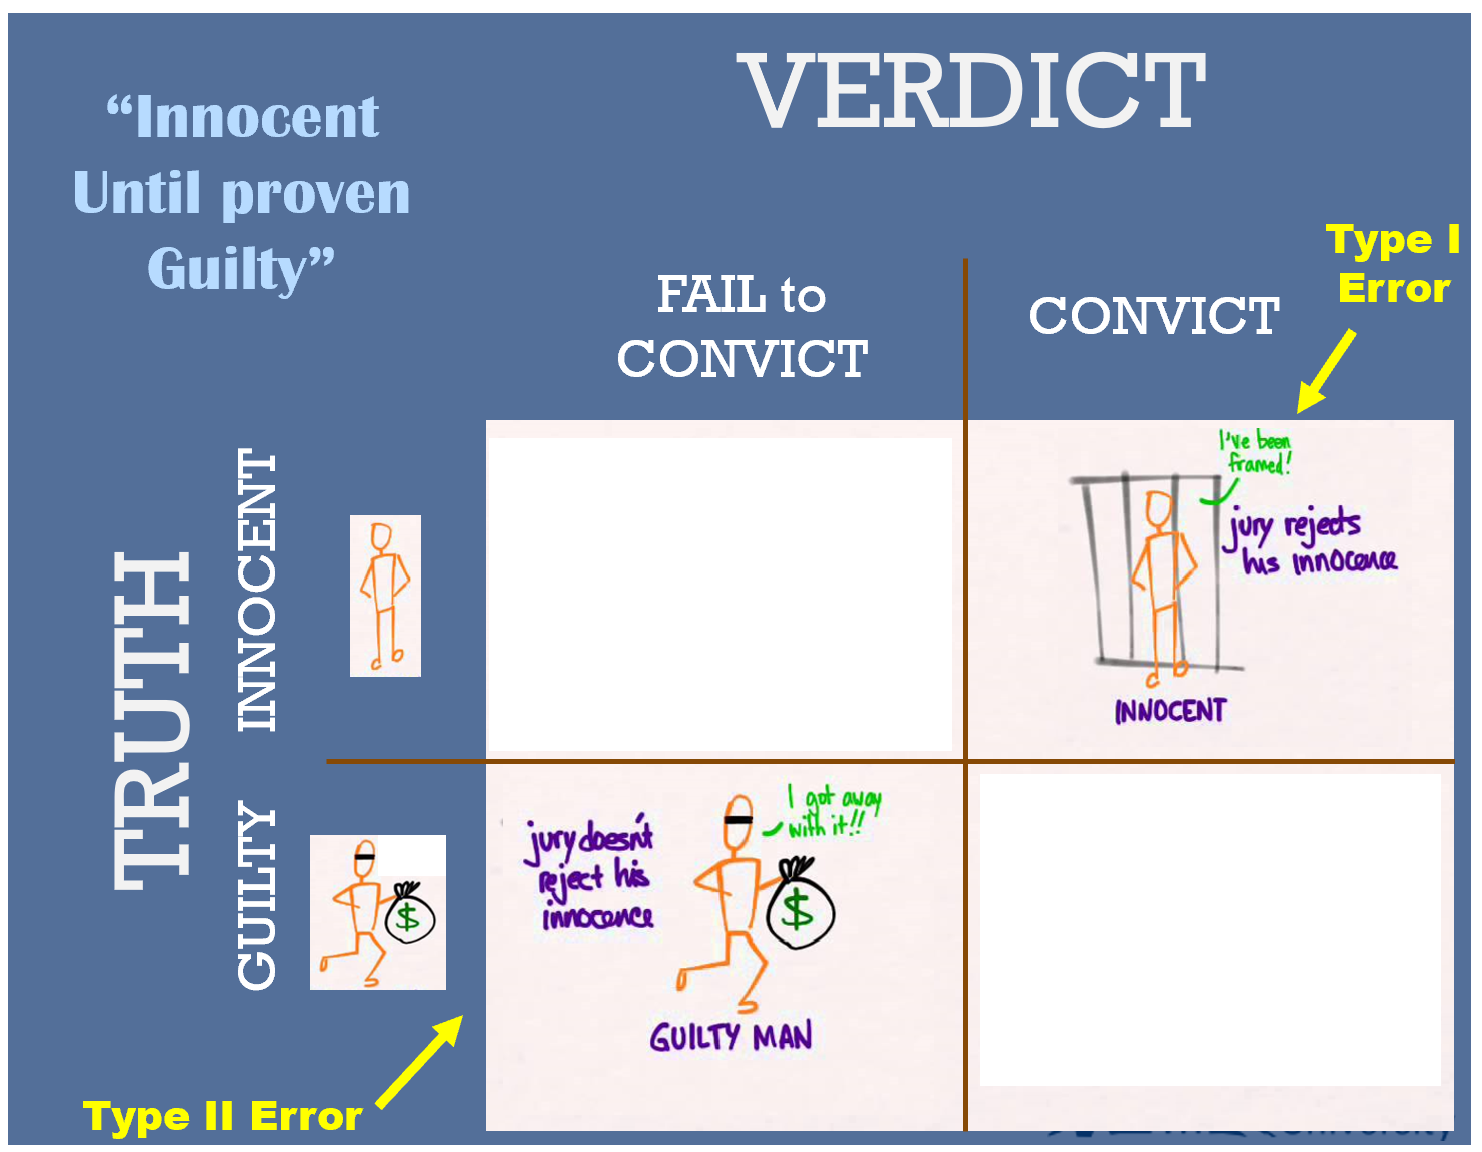 VERDICT
“Innocent
Until proven
Guilty”
Type I
Error
FAIL to
CONVICT
CONVICT
TRUTH
INNOCENT
I've been
framed!
jury rejects
his innocence
INNOCENT
GUILTY
$
jury doesn't
reject his
innocence
I got away
with it!!
$
GUILTY MAN
Type II Error
University